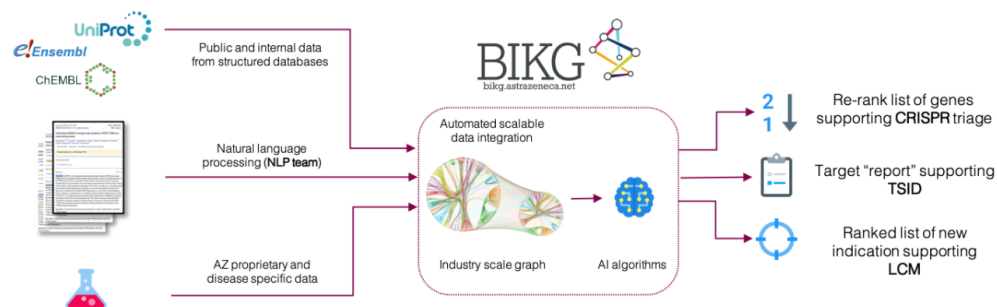 UniProt
e!Ensembl
ChEMBL
Public and internal data
from structured databases
Natural language
processing (NLP team)
AZ proprietary and
disease specific data
BIKG
bikg.astrazeneca.net
Automated scalable
data integration
Industry scale graph
AI algorithms
2
1
Re-rank list of genes
supporting CRISPR triage
Target “report” supporting
TSID
Ranked list of new
indication supporting
LCM